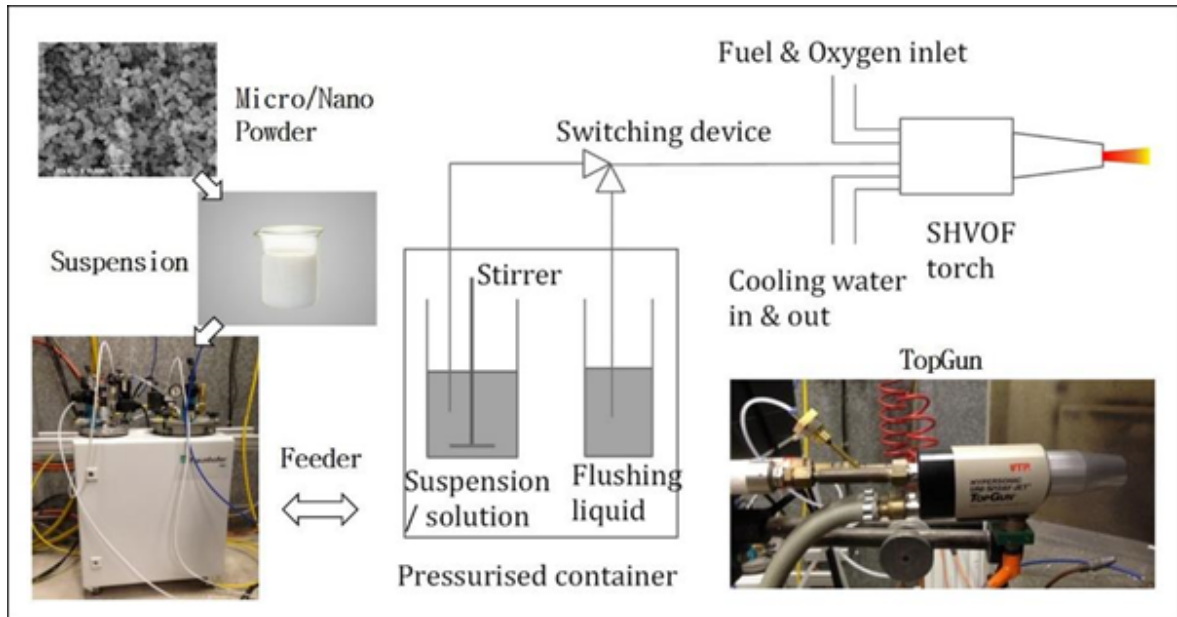 Micro/Nano
Powder
Suspension
Feeder
Fuel & Oxygen inlet
Switching device
SHVOF
torch
Cooling water
in & out
Stirrer
Suspension
/ solution
Flushing
liquid
Pressurised container
TopGun
TopGun